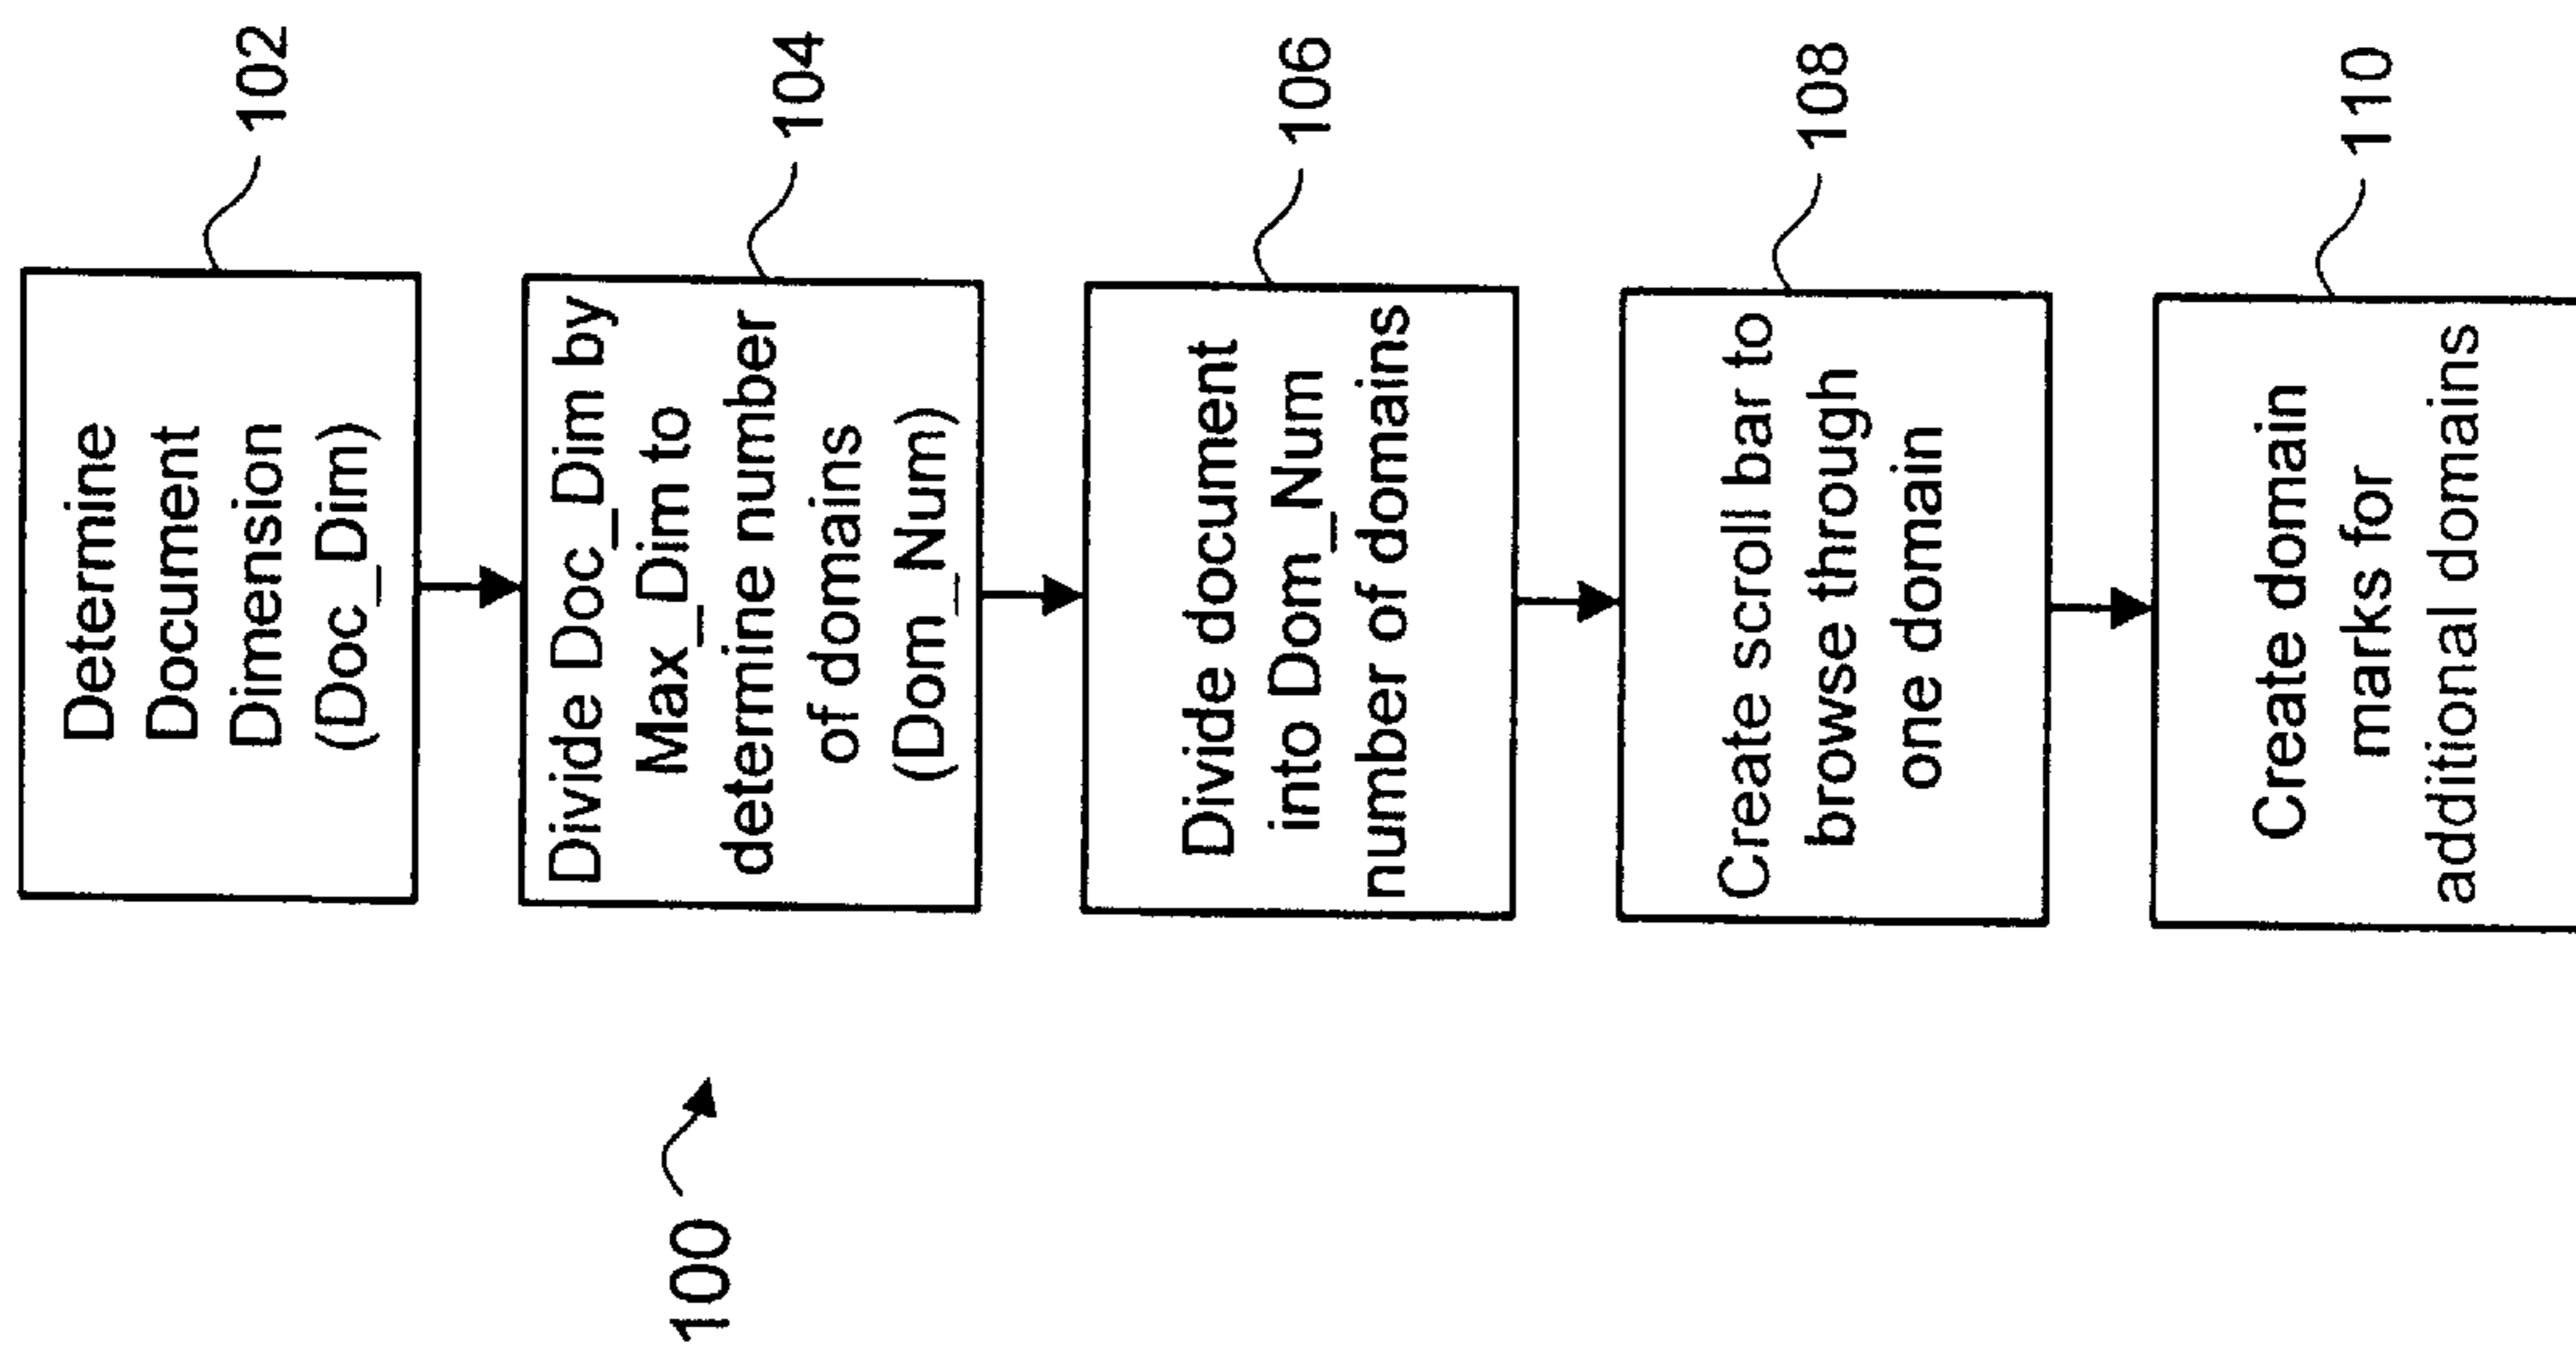 100
Determine
Document
Dimension
(Doc_Dim)
102
Divide Doc_Dim by
Max_Dim to
determine number
of domains
(Dom_Num)
104
Divide document
into Dom_Num
number of domains
106
Create scroll bar to
browse through
one domain
108
Create domain
marks for
additional domains
110